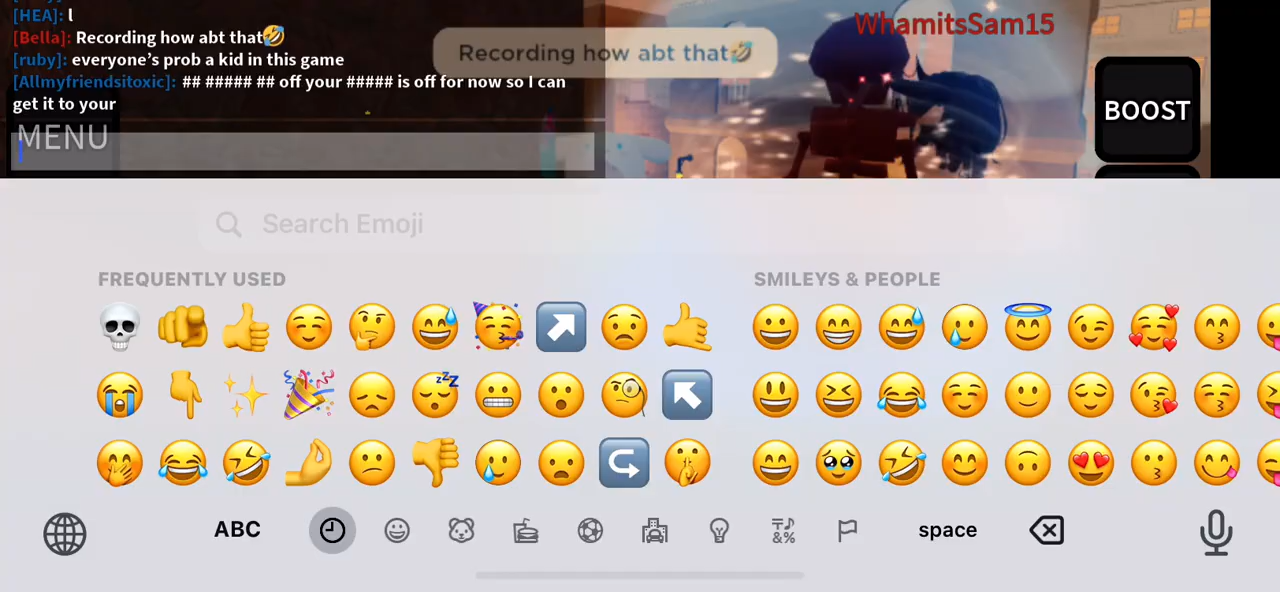 [HEA]: l
[Bella]: Recording how abt that🤣
[ruby]: everyone's prob a kid in this game
[Allmyfriendsitoxic]: ## ##### ## off your ##### is off for now so I can
get it to your
MENU
Recording how abt that🤣
WhamitsSam15
BOOST
Search Emoji
FREQUENTLY USED
SMILEYS & PEOPLE
ABC
space